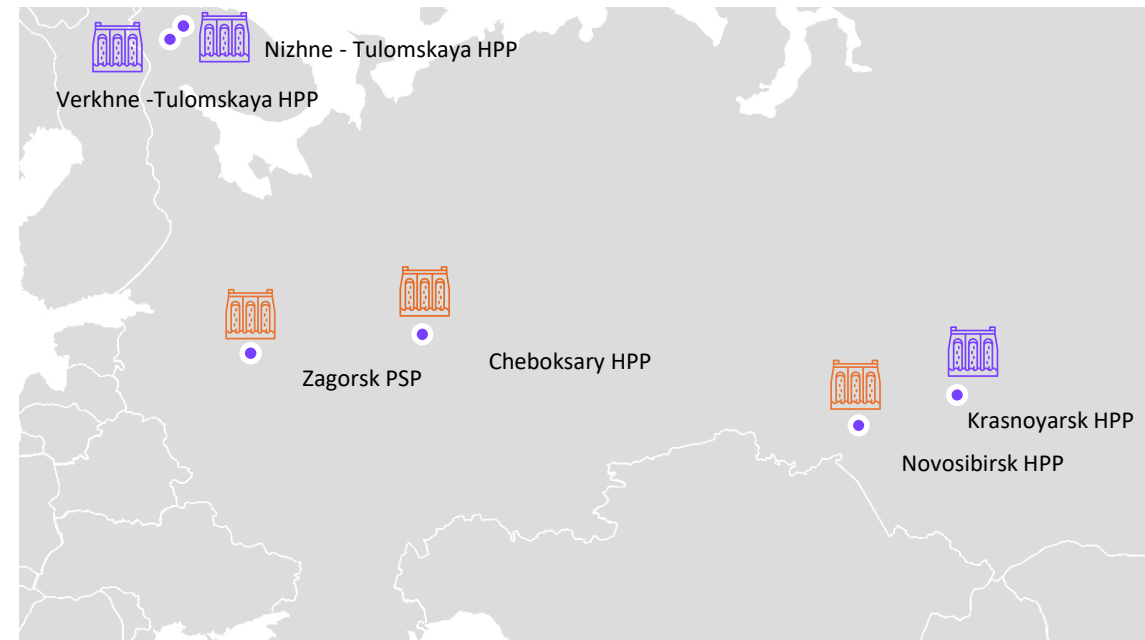 Nizhne - Tulomskaya HPP
Verkhne -Tulomskaya HPP
Cheboksary HPP
Zagorsk PSP
Krasnoyarsk HPP
Novosibirsk HPP